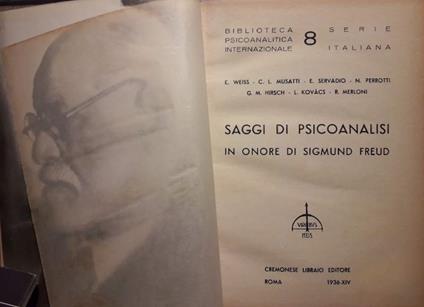 BIBLIOTECA
PSICOANALITICA
INTERNAZIONALE
8
SERIE
ITALIANA
E. WEISS - C. L. MUSATTI - E. SERVADIO - N. PERROTTI
G. M. HIRSCH - L. KOVÁCS - R. MERLONI
SAGGI DI PSICOANALISI
IN ONORE DI SIGMUND FREUD
CREMONESE LIBRAIO EDITORE
ROMA 1936-XIV